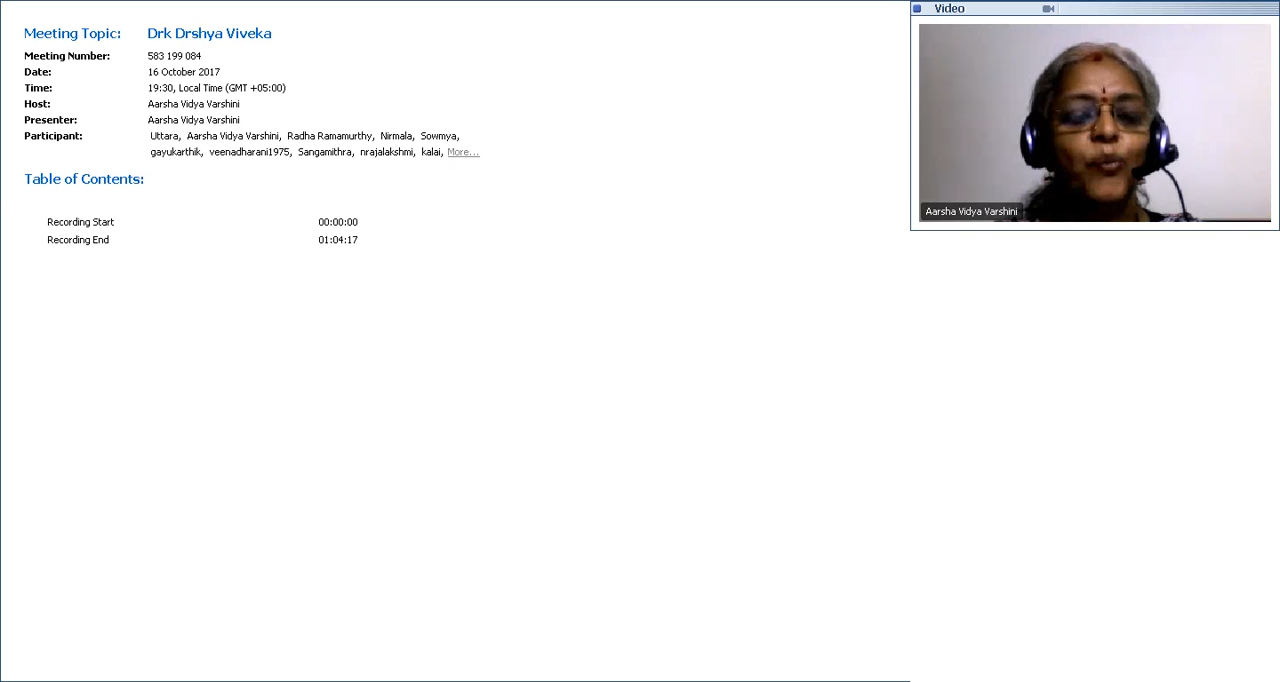 Meeting Topic: Drk Drshya Viveka
Meeting Number: 583 199 084
Date: 16 October 2017
Time: 19:30, Local Time (GMT +05:00)
Host: Aarsha Vidya Varshini
Presenter: Aarsha Vidya Varshini
Participant: Uttara, Aarsha Vidya Varshini, Radha Ramamurthy, Nirmala, Sowmya,
gayukarthik, veenadharani1975, Sangamithra, nrajalakshmi, kalai, More...
Table of Contents:
Recording Start 00:00:00
Recording End 01:04:17
Video
Aarsha Vidya Varshini